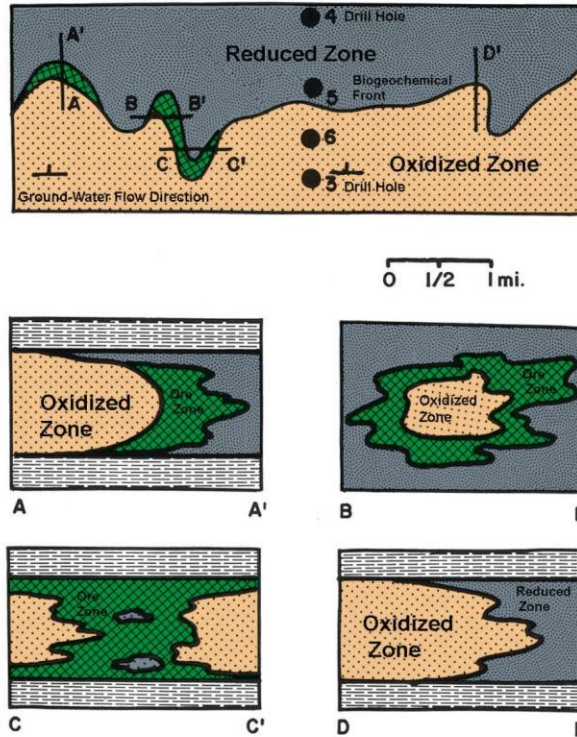 4 Drill Hole
A'
Reduced Zone
D'
Biogeochemical
Front
5
B B'
A
6
C C'
Oxidized Zone
3
Drill Hole
Ground-Water Flow Direction
0 1/2 1 mi.
Oxidized
Zone
Ore
Zone
Ore
Zone
Oxidized
Zone
A A'
B
Ore
Zone
Reduced
Zone
Oxidized
Zone
C C'
D